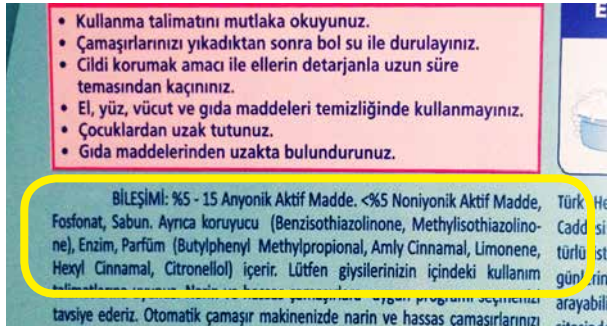 • Kullanma talimatını mutlaka okuyunuz.
• Çamaşırlarınızı yıkadıktan sonra bol su ile durulayınız.
• Cildi korumak amacı ile ellerin detarjanla uzun süre
temasından kaçınınız.
• El, yüz, vücut ve gıda maddeleri temizliğinde kullanmayınız.
• Çocuklardan uzak tutunuz.
• Gıda maddelerinden uzakta bulundurunuz.
BİLEŞİMİ: %5 - 15 Anyonik Aktif Madde. <%5 Noniyonik Aktif Madde,
Fosfonat, Sabun. Ayrıca koruyucu (Benzisothiazolinone, Methylisothiazolino-
ne), Enzim, Parfüm (Butylphenyl Methylpropional, Amly Cinnamal, Limonene,
Hexyl Cinnamal, Citronellol) içerir. Lütfen giysilerinizin içindeki kullanım
tavsiye ederiz. Otomatik çamaşır makinenizde narin ve hassas çamaşırlarınızı
Türk
türlü